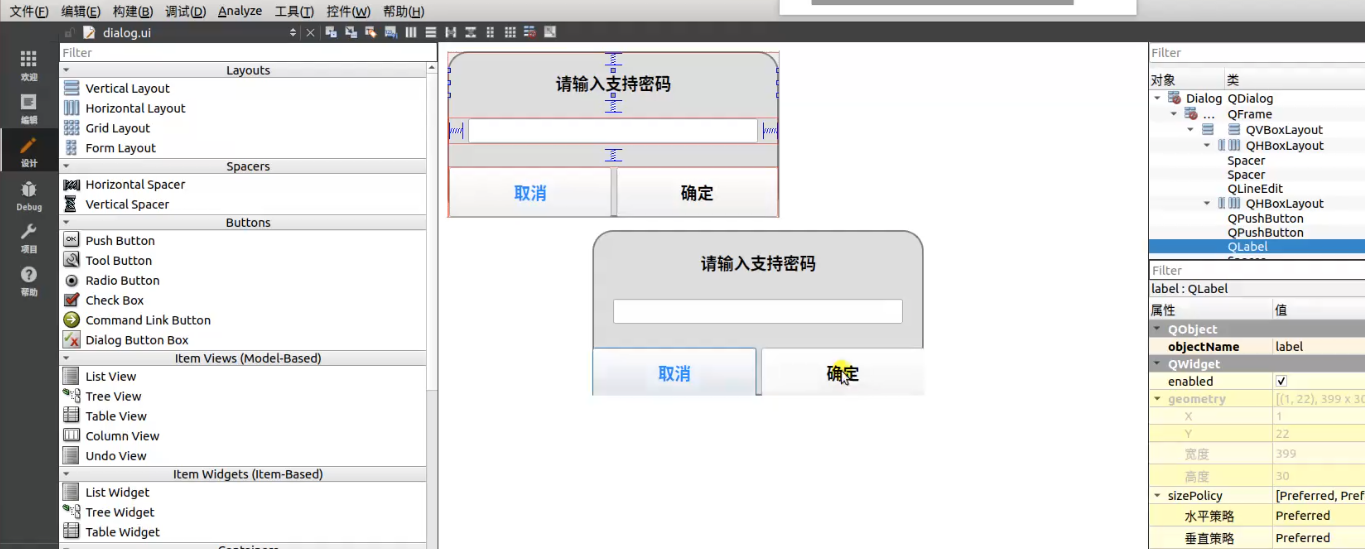 文件(F) 编辑(E) 构建(B) 调试(D) Analyze 工具(T) 控件(W) 帮助(H)
dialog.ui
欢迎
编辑
设计
Debug
项目
帮助
Filter
Layouts
Vertical Layout
Horizontal Layout
Grid Layout
Form Layout
Spacers
Horizontal Spacer
Vertical Spacer
Buttons
OK Push Button
Tool Button
Radio Button
Check Box
Command Link Button
Dialog Button Box
Item Views (Model-Based)
List View
Tree View
Table View
Column View
Undo View
Item Widgets (Item-Based)
List Widget
Tree Widget
Table Widget
Containers
请输入支持密码
取消 确定
请输入支持密码
取消 确定
Filter
对象 类
Dialog QDialog
... QFrame
QVBoxLayout
QHBoxLayout
Spacer
Spacer
QLineEdit
QHBoxLayout
QPushButton
QPushButton
QLabel
Spacer
Filter
label : QLabel
属性 值
QObject
objectName label
QWidget
enabled
geometry [(1, 22), 399 x 30
X 1
Y 22
宽度 399
高度 30
sizePolicy [Preferred, Pref
水平策略 Preferred
垂直策略 Preferred